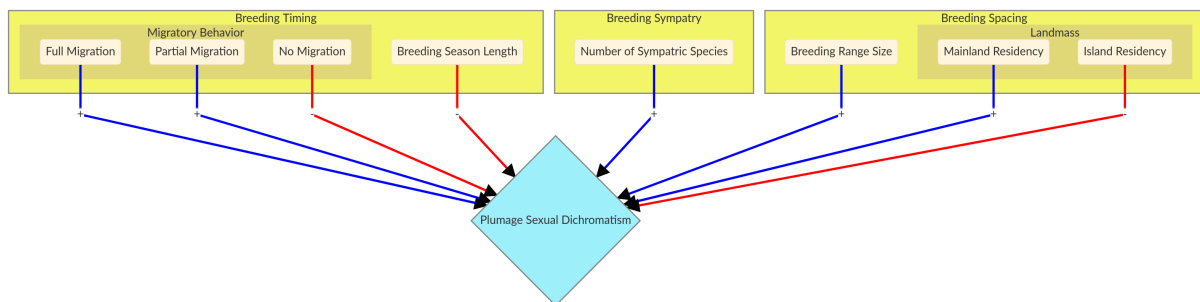 Breeding Timing
Migratory Behavior
Full Migration
Partial Migration
No Migration
Breeding Season Length
Breeding Sympatry
Number of Sympatric Species
Breeding Spacing
Landmass
Breeding Range Size
Mainland Residency
Island Residency
+
+
-
-
+
+
+
-
Plumage Sexual Dichromatism